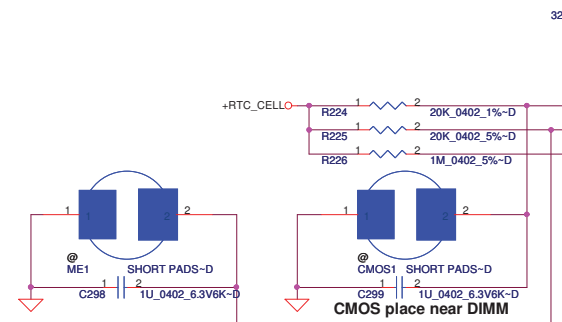 32
+RTC_CELL
1 2
R224 20K_0402_1%~D
1 2
R225 20K_0402_5%~D
1 2
R226 1M_0402_5%~D
1 1 2 2
1 1 2 2
@
ME1 SHORT PADS~D
@
CMOS1 SHORT PADS~D
1 2
C298 1U_0402_6.3V6K~D
1 2
C299 1U_0402_6.3V6K~D
CMOS place near DIMM